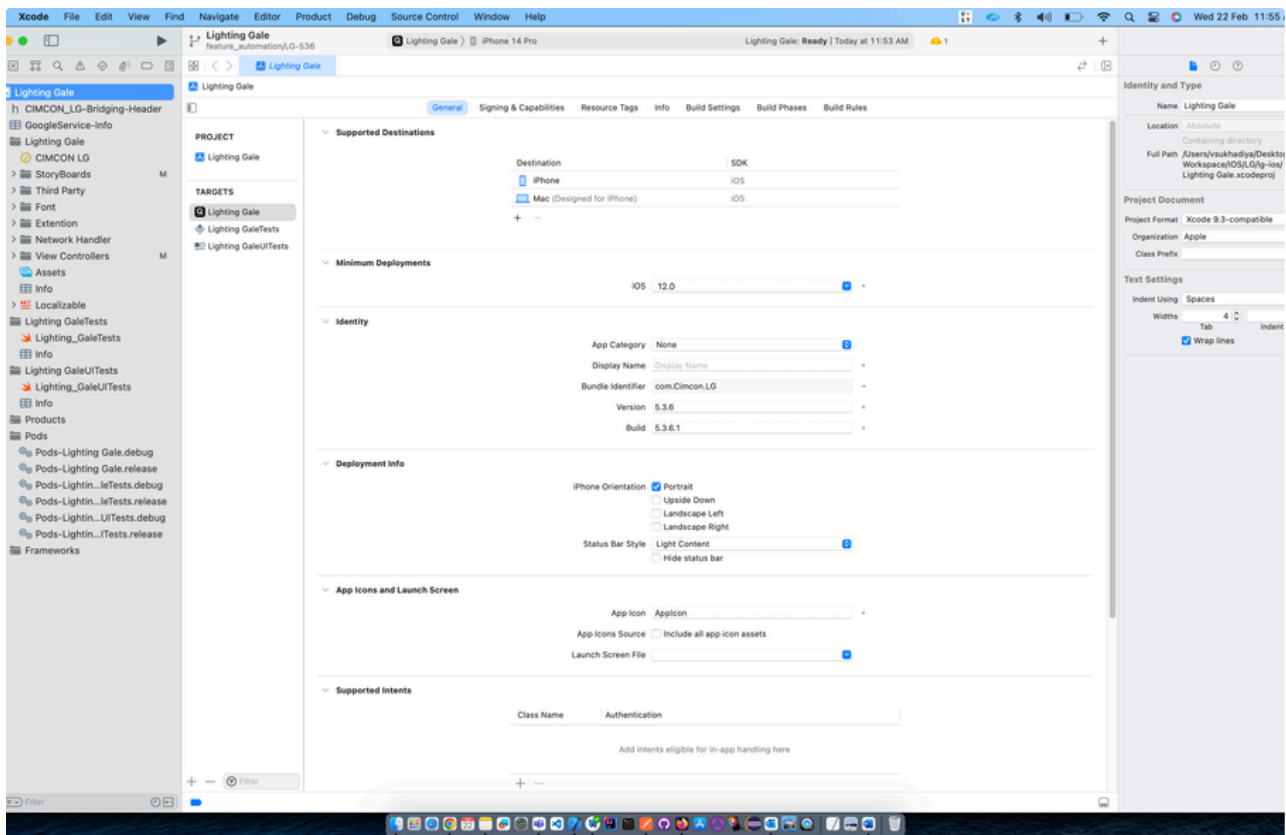 Xcode File Edit View Find Navigate Editor Product Debug Source Control Window Help
Wed 22 Feb 11:55
Lighting Gale
feature_automation/LG-536
Lighting Gale
iPhone 14 Pro
Lighting Gale: Ready | Today at 11:53 AM
1
Lighting Gale
Lighting Gale
CIMCON_LG-Bridging-Header
GoogleService-Info
Lighting Gale
CIMCON LG
StoryBoards M
Third Party
Font
Extention
Network Handler
View Controllers M
Assets
Info
Localizable
Lighting GaleTests
Lighting_GaleTests
Info
Lighting GaleUITests
Lighting_GaleUITests
Info
Products
Pods
Pods-Lighting Gale.debug
Pods-Lighting Gale.release
Pods-Lightin...leTests.debug
Pods-Lightin...leTests.release
Pods-Lightin...UITests.debug
Pods-Lightin...ITests.release
Frameworks
Filter
Lighting Gale
General Signing & Capabilities Resource Tags Info Build Settings Build Phases Build Rules
PROJECT
Lighting Gale
TARGETS
Lighting Gale
Lighting GaleTests
Lighting GaleUITests
Filter
Supported Destinations
Destination SDK
iPhone iOS
Mac (Designed for iPhone) iOS
Minimum Deployments
iOS 12.0
Identity
App Category None
Display Name Display Name
Bundle Identifier com.Cimcon.LG
Version 5.3.6
Build 5.3.6.1
Deployment Info
iPhone Orientation Portrait
Upside Down
Landscape Left
Landscape Right
Status Bar Style Light Content
Hide status bar
App Icons and Launch Screen
App Icon AppIcon
App Icons Source Include all app icon assets
Launch Screen File
Supported Intents
Class Name Authentication
Add intents eligible for in-app handling here
Identity and Type
Name Lighting Gale
Location Absolute
Containing directory
Full Path /Users/vsukhadiya/Desktop
Workspace/IOS/LG/lg-ios/
Lighting Gale.xcodeproj
Project Document
Project Format Xcode 9.3-compatible
Organization Apple
Class Prefix
Text Settings
Indent Using Spaces
Widths 4
Tab Indent
Wrap lines